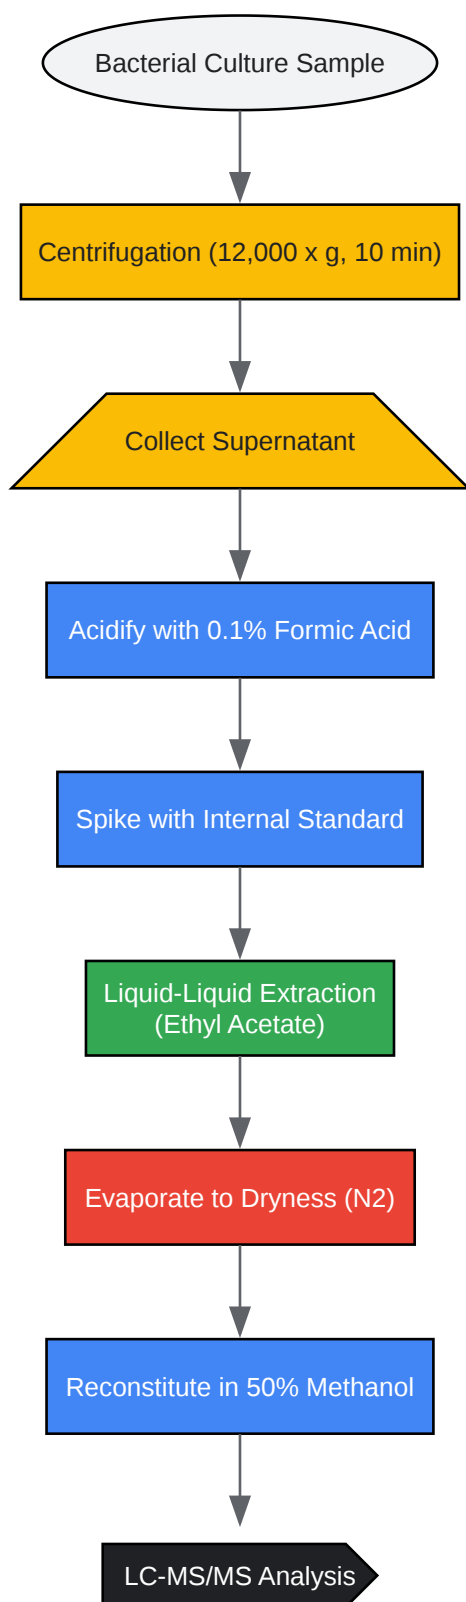 Bacterial Culture Sample
Centrifugation (12,000 x g, 10 min)
Collect Supernatant
Acidify with 0.1% Formic Acid
Spike with Internal Standard
Liquid-Liquid Extraction
(Ethyl Acetate)
Evaporate to Dryness (N2)
Reconstitute in 50% Methanol
LC-MS/MS Analysis